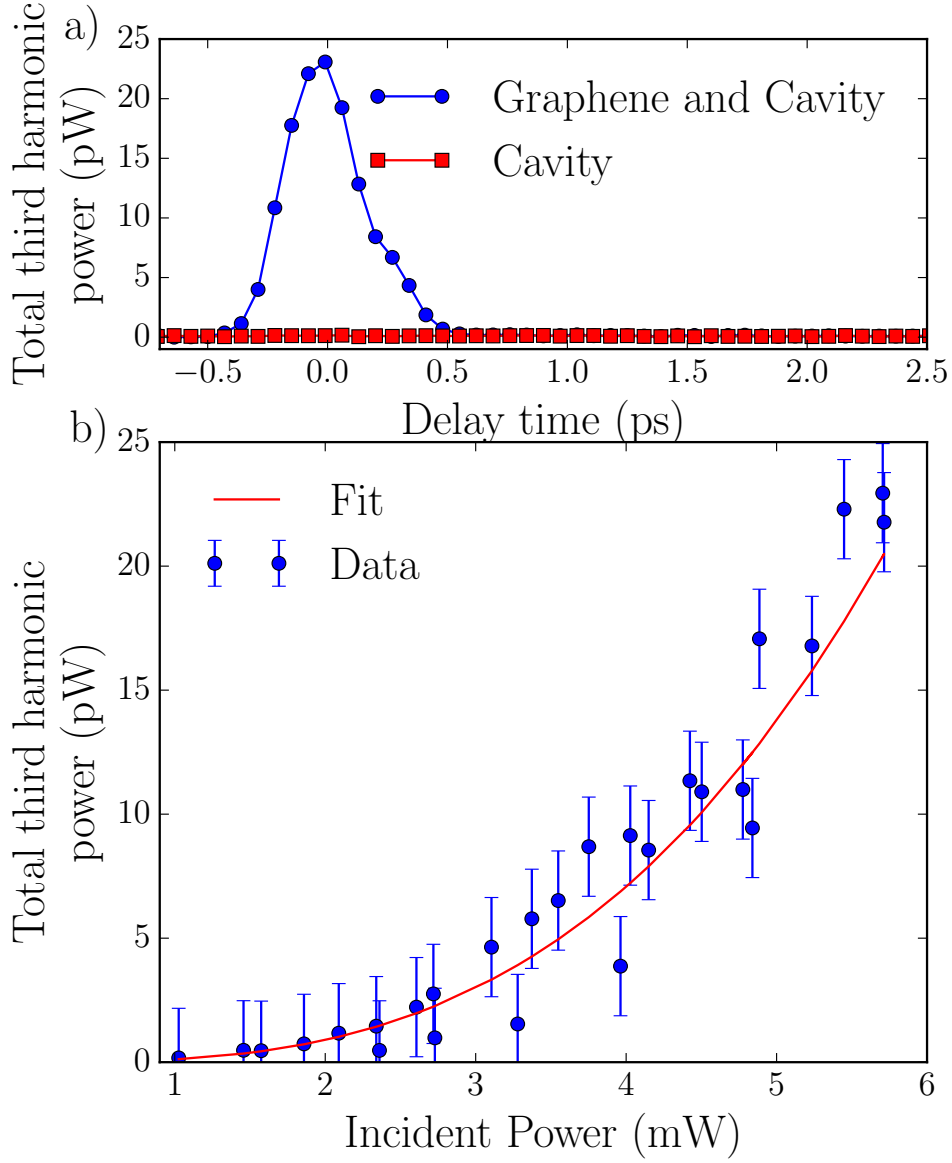 a)
Total third harmonic
power (pW)
25
20
15
10
5
0
Graphene and Cavity
Cavity
−0.5 0.0 0.5 1.0 1.5 2.0 2.5
Delay time (ps)
b)
Total third harmonic
power (pW)
25
20
15
10
5
0
Fit
Data
1 2 3 4 5 6
Incident Power (mW)